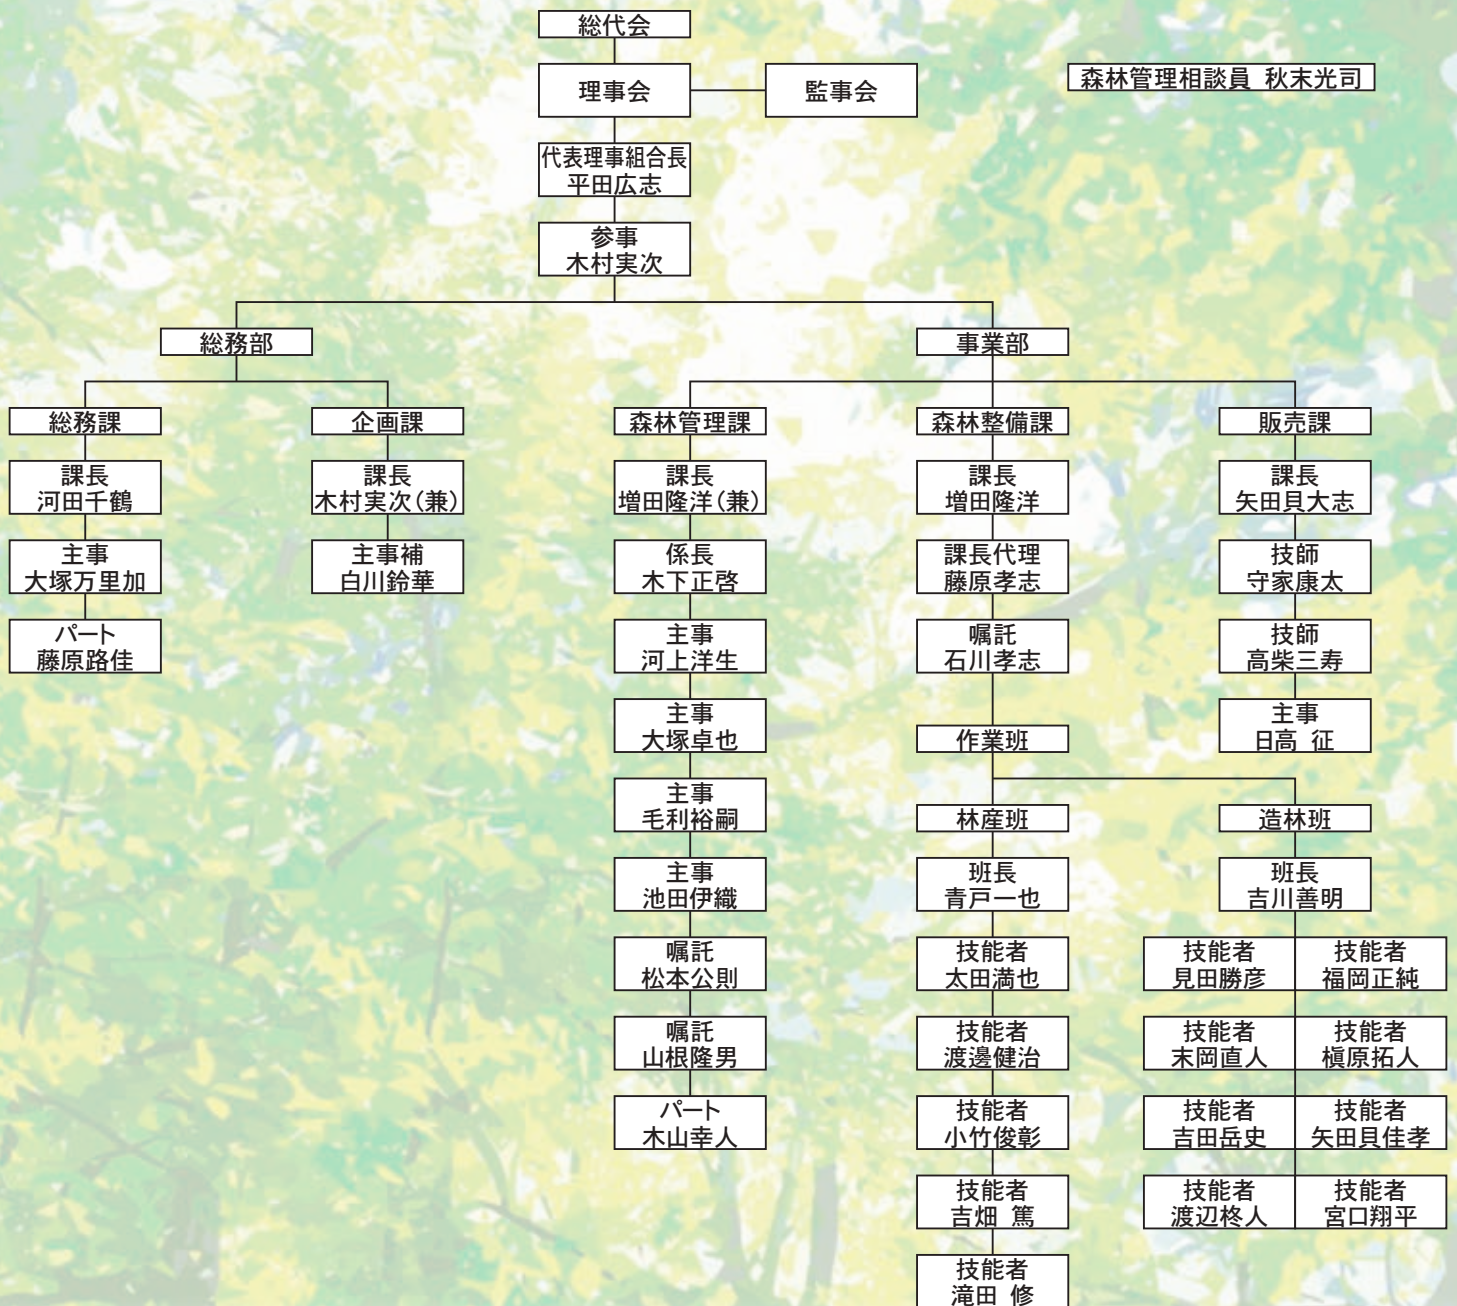 総代会
理事会
監事会
森林管理相談員 秋末光司
代表理事組合長
平田広志
参事
木村実次
総務部
事業部
総務課
企画課
森林管理課
森林整備課
販売課
課長
河田千鶴
課長
木村実次(兼)
課長
増田隆洋(兼)
課長
増田隆洋
課長
矢田貝大志
主事
大塚万里加
主事補
白川鈴華
係長
木下正啓
課長代理
藤原孝志
技師
守家康太
パート
藤原路佳
主事
河上洋生
嘱託
石川孝志
技師
高柴三寿
主事
大塚卓也
作業班
主事
日高 征
主事
毛利裕嗣
林産班
造林班
主事
池田伊織
班長
青戸一也
班長
吉川善明
嘱託
松本公則
技能者
太田満也
技能者
見田勝彦
技能者
福岡正純
嘱託
山根隆男
技能者
渡邊健治
技能者
末岡直人
技能者
槇原拓人
パート
木山幸人
技能者
小竹俊彰
技能者
吉田岳史
技能者
矢田貝佳孝
技能者
吉畑 篤
技能者
渡辺柊人
技能者
宮口翔平
技能者
滝田 修